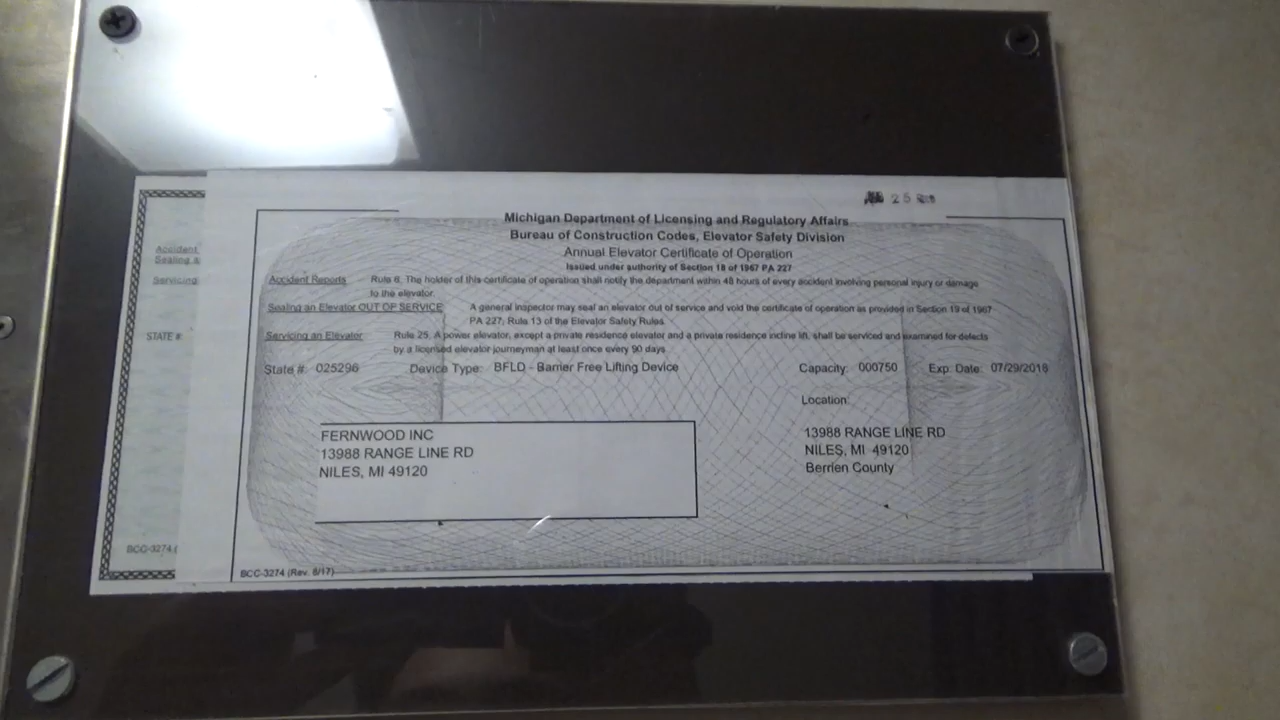 25
Michigan Department of Licensing and Regulatory Affairs
Bureau of Construction Codes, Elevator Safety Division
Annual Elevator Certificate of Operation
Issued under authority of Section 18 of 1967 PA 227
Accident Reports Rule 6. The holder of this certificate of operation shall notify the department within 48 hours of every accident involving personal injury or damage
to the elevator.
Sealing an Elevator OUT OF SERVICE A general inspector may seal an elevator out of service and void the certificate of operation as provided in Section 19 of 1967
PA 227; Rule 13 of the Elevator Safety Rules
Servicing an Elevator Rule 25. A power elevator, except a private residence elevator and a private residence incline lift, shall be serviced and examined for defects
by a licensed elevator journeyman at least once every 90 days
State #: 025296 Device Type: BFLD - Barrier Free Lifting Device Capacity: 000750 Exp. Date: 07/29/2018
Location:
FERNWOOD INC
13988 RANGE LINE RD
NILES, MI 49120
13988 RANGE LINE RD
NILES, MI 49120
Berrien County
BCC-3274 (Rev. 8/17)
Accident
Sealing
Servicing
STATE #:
BCC-3274 (